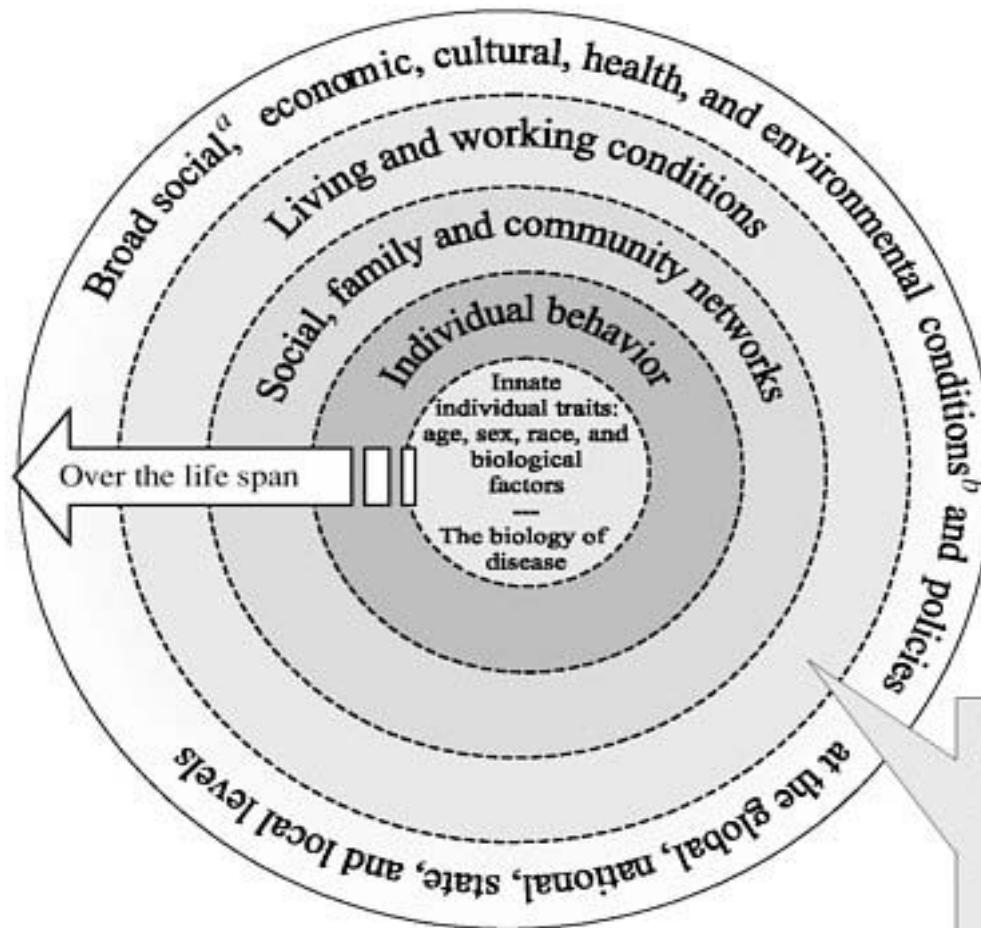 Broad social,a economic, cultural, health, and environmental conditionsb and policies
at the global, national, state, and local levels
Living and working conditions
Social, family and community networks
Individual behavior
Innate
individual traits:
age, sex, race, and
biological
factors
—
The biology of
disease
Over the life span